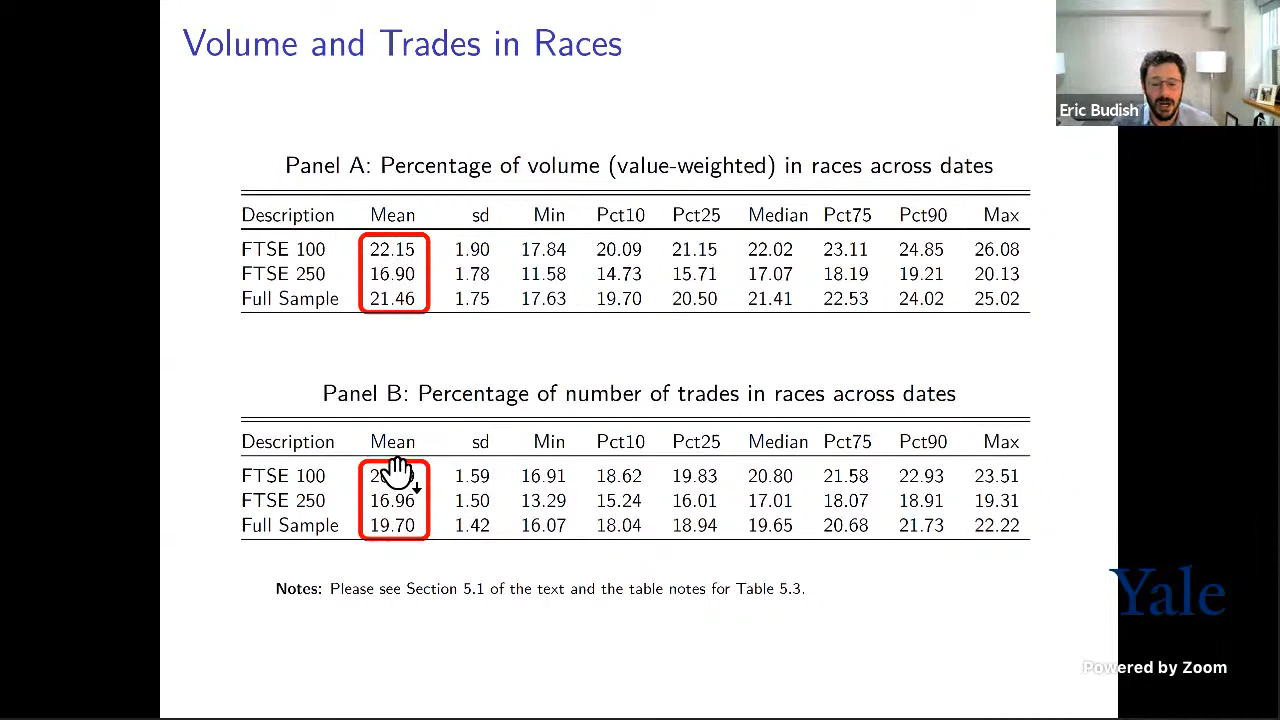 Volume and Trades in Races
Eric Budish
Panel A: Percentage of volume (value-weighted) in races across dates
Description Mean sd Min Pct10 Pct25 Median Pct75 Pct90 Max
FTSE 100 22.15 1.90 17.84 20.09 21.15 22.02 23.11 24.85 26.08
FTSE 250 16.90 1.78 11.58 14.73 15.71 17.07 18.19 19.21 20.13
Full Sample 21.46 1.75 17.63 19.70 20.50 21.41 22.53 24.02 25.02
Panel B: Percentage of number of trades in races across dates
Description Mean sd Min Pct10 Pct25 Median Pct75 Pct90 Max
FTSE 100 1.59 16.91 18.62 19.83 20.80 21.58 22.93 23.51
FTSE 250 16.96 1.50 13.29 15.24 16.01 17.01 18.07 18.91 19.31
Full Sample 19.70 1.42 16.07 18.04 18.94 19.65 20.68 21.73 22.22
Notes: Please see Section 5.1 of the text and the table notes for Table 5.3.
Yale
Powered by Zoom